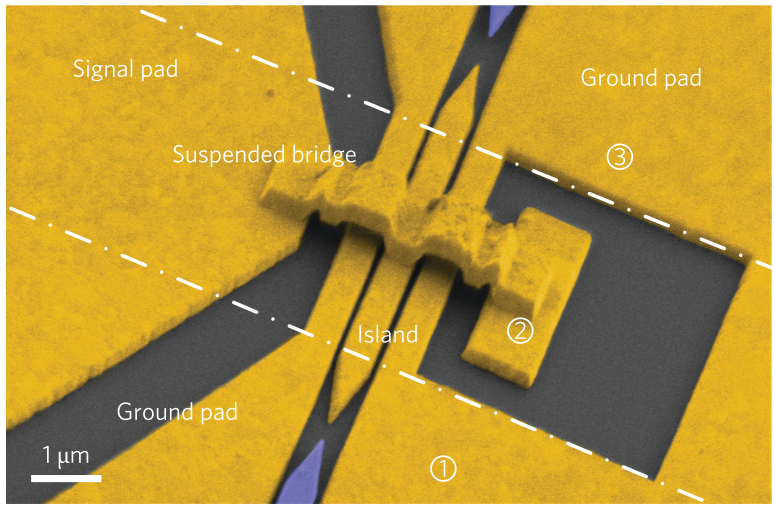 Signal pad
Ground pad
Suspended bridge
③
②
Island
Ground pad
①
1 µm